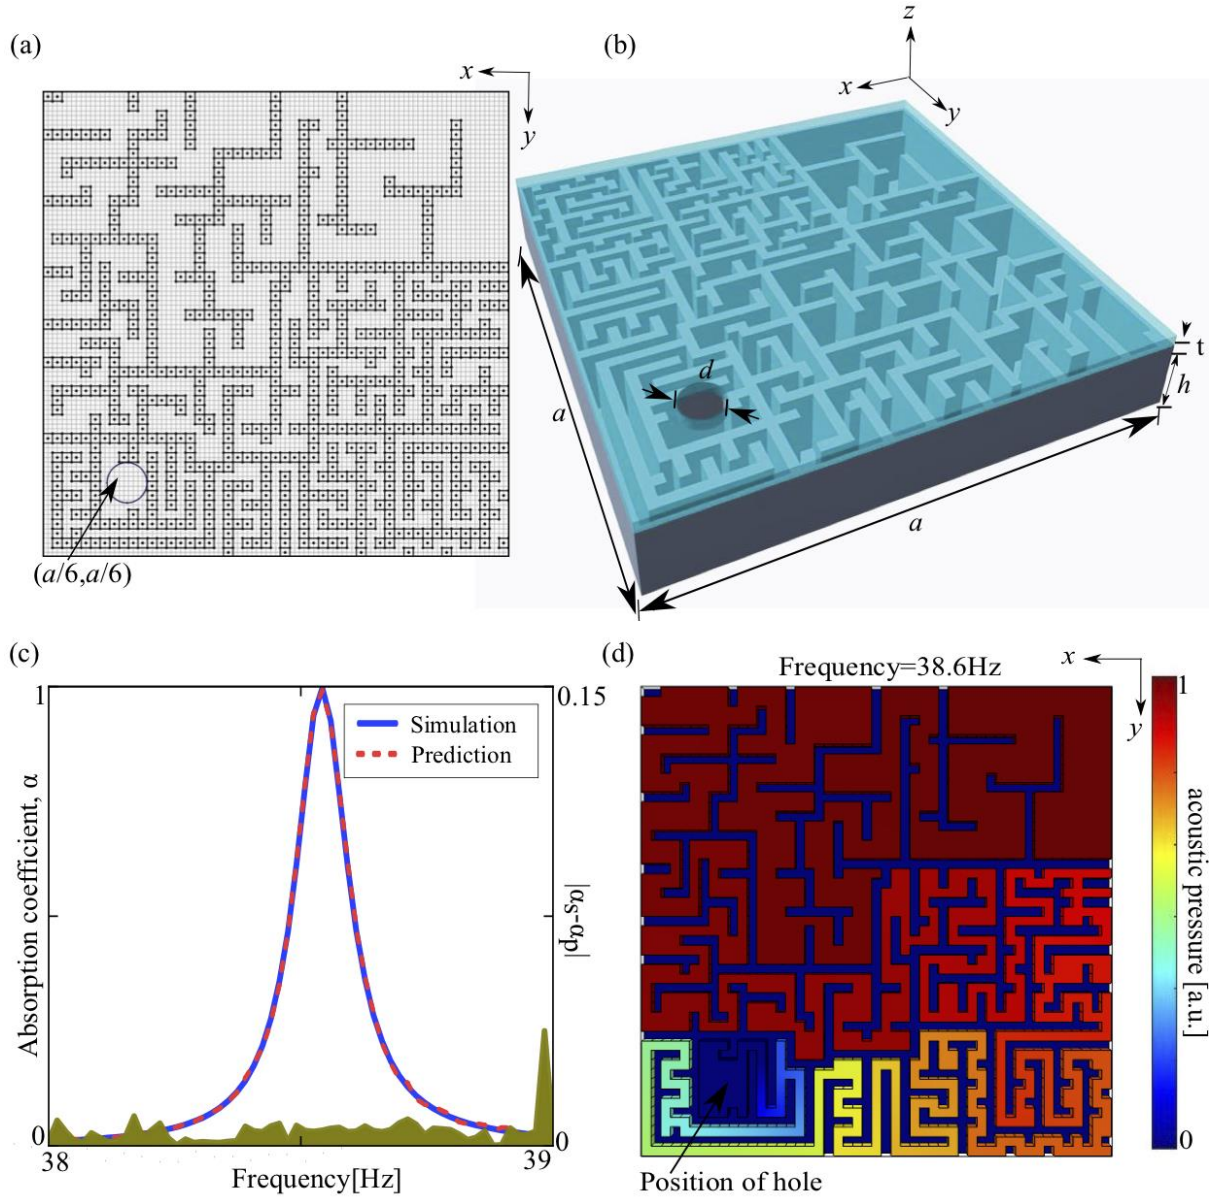 (a)
x
y
(a/6,a/6)
(b)
z
x
y
d
t
h
a
a
(c)
1
0.15
Simulation
Prediction
Absorption coefficient, α
|αs-αp|
0
0
38
39
Frequency[Hz]
(d)
Frequency=38.6Hz
x
y
1
acoustic pressure [a.u.]
0
Position of hole